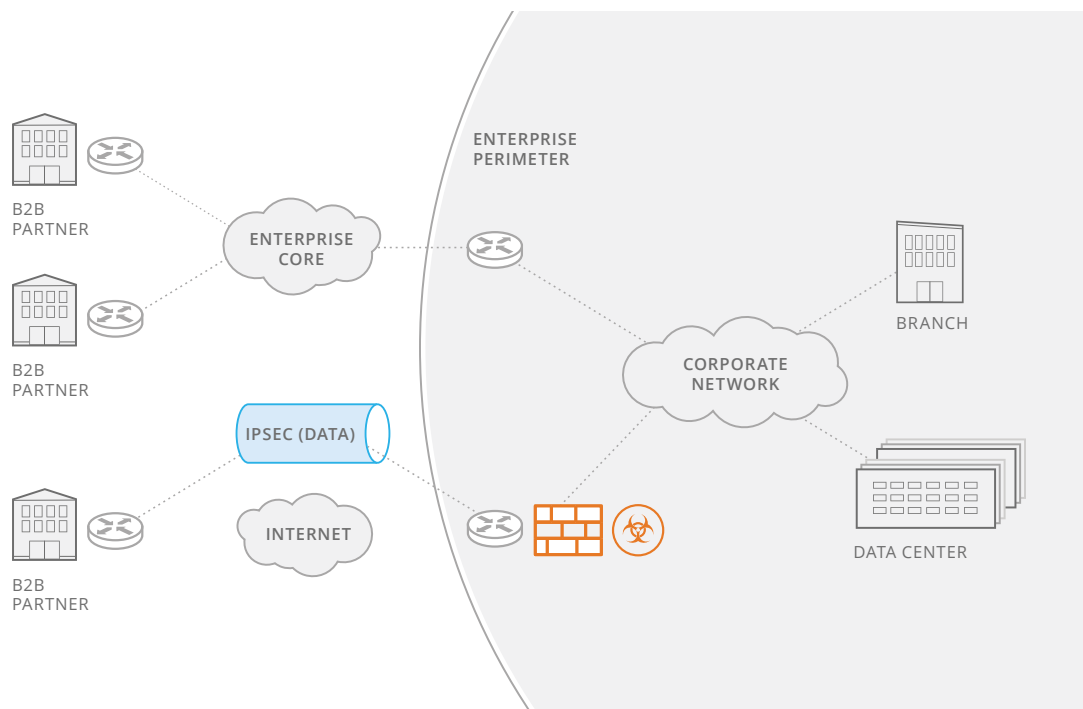 B2B
PARTNER
ENTERPRISE
CORE
ENTERPRISE
PERIMETER
B2B
PARTNER
CORPORATE
NETWORK
BRANCH
IPSEC (DATA)
B2B
PARTNER
INTERNET
DATA CENTER